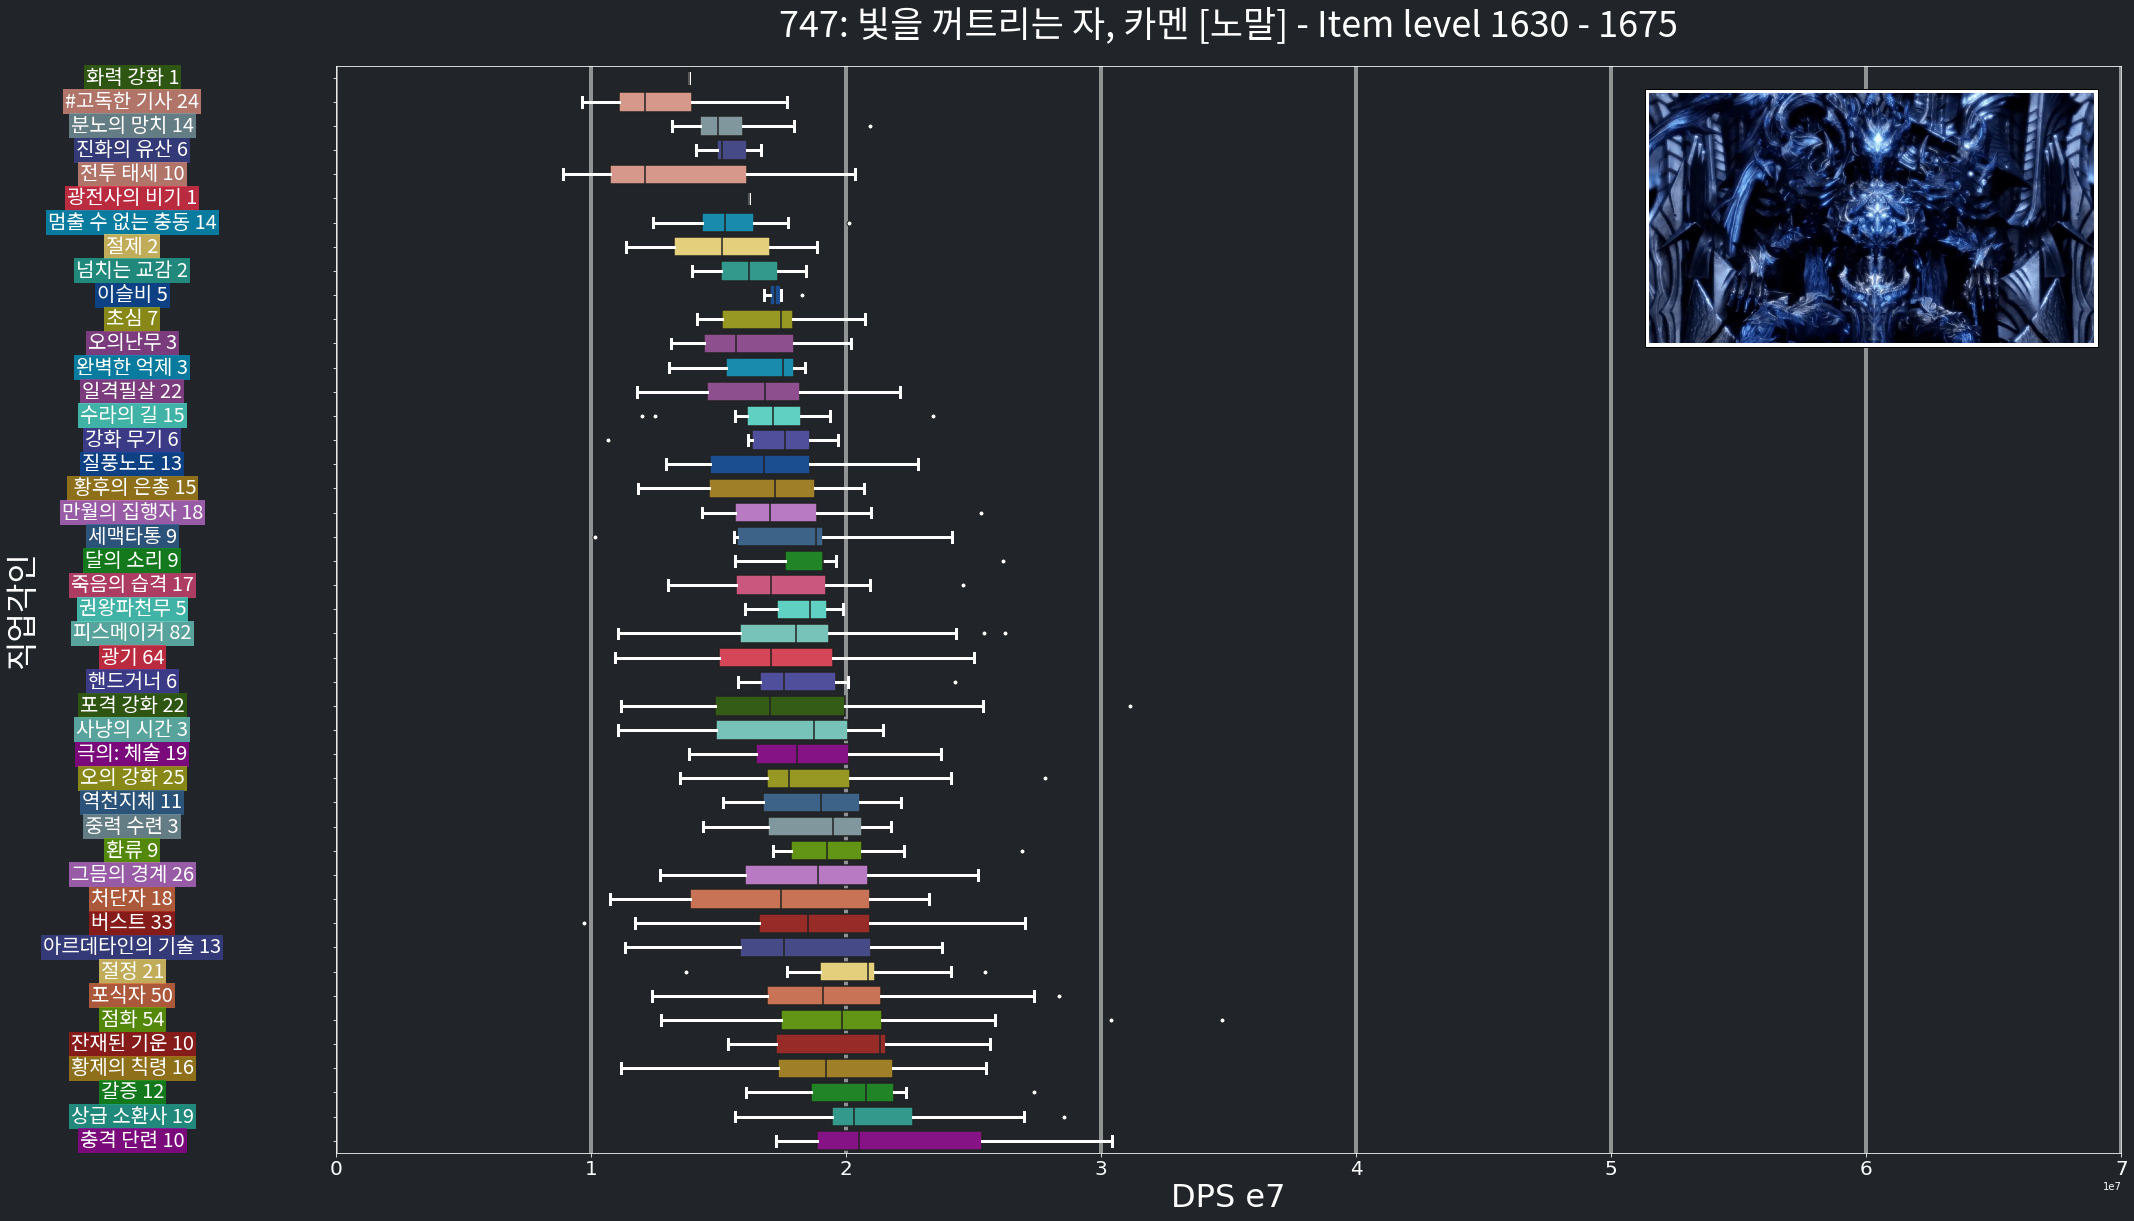 747: 빛을 꺼트리는 자, 카멘 [노말] - Item level 1630 - 1675
직업각인
화력 강화 1
#고독한 기사 24
분노의 망치 14
진화의 유산 6
전투 태세 10
광전사의 비기 1
멈출 수 없는 충동 14
절제 2
넘치는 교감 2
이슬비 5
초심 7
오의난무 3
완벽한 억제 3
일격필살 22
수라의 길 15
강화 무기 6
질풍노도 13
황후의 은총 15
만월의 집행자 18
세맥타통 9
달의 소리 9
죽음의 습격 17
권왕파천무 5
피스메이커 82
광기 64
핸드거너 6
포격 강화 22
사냥의 시간 3
극의: 체술 19
오의 강화 25
역천지체 11
중력 수련 3
환류 9
그믐의 경계 26
처단자 18
버스트 33
아르데타인의 기술 13
절정 21
포식자 50
점화 54
잔재된 기운 10
황제의 칙령 16
갈증 12
상급 소환사 19
충격 단련 10
0 1 2 3 4 5 6 7
DPS e7
1e7